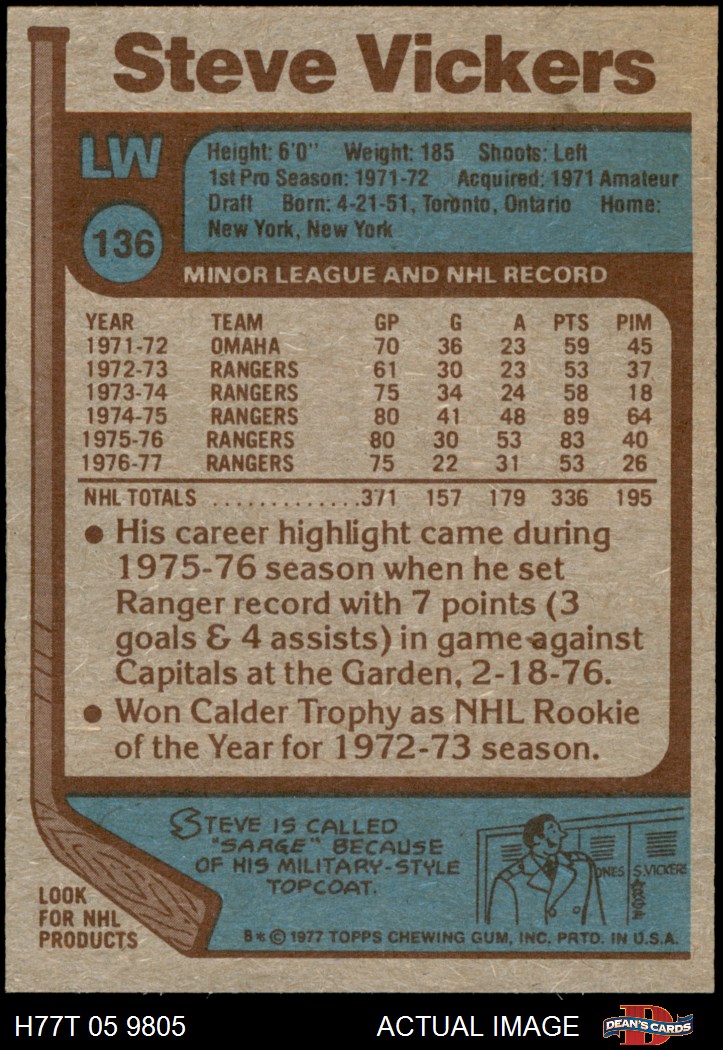 Steve Vickers
LW
Height: 6'0" Weight: 185 Shoots: Left
1st Pro Season: 1971-72 Acquired: 1971 Amateur
Draft Born: 4-21-51, Toronto, Ontario Home:
New York, New York
136
MINOR LEAGUE AND NHL RECORD
YEAR TEAM GP G A PTS PIM
1971-72 OMAHA 70 36 23 59 45
1972-73 RANGERS 61 30 23 53 37
1973-74 RANGERS 75 34 24 58 18
1974-75 RANGERS 80 41 48 89 64
1975-76 RANGERS 80 30 53 83 40
1976-77 RANGERS 75 22 31 53 26
NHL TOTALS .............371 157 179 336 195
● His career highlight came during
1975-76 season when he set
Ranger record with 7 points (3
goals & 4 assists) in game against
Capitals at the Garden, 2-18-76.
● Won Calder Trophy as NHL Rookie
of the Year for 1972-73 season.
STEVE IS CALLED
"SARGE" BECAUSE
OF HIS MILITARY-STYLE
TOPCOAT.
ONES S.VICKERS
LOOK
FOR NHL
PRODUCTS
B * © 1977 TOPPS CHEWING GUM, INC. PRTD. IN U.S.A.
H77T 05 9805 ACTUAL IMAGE DEAN'S CARDS